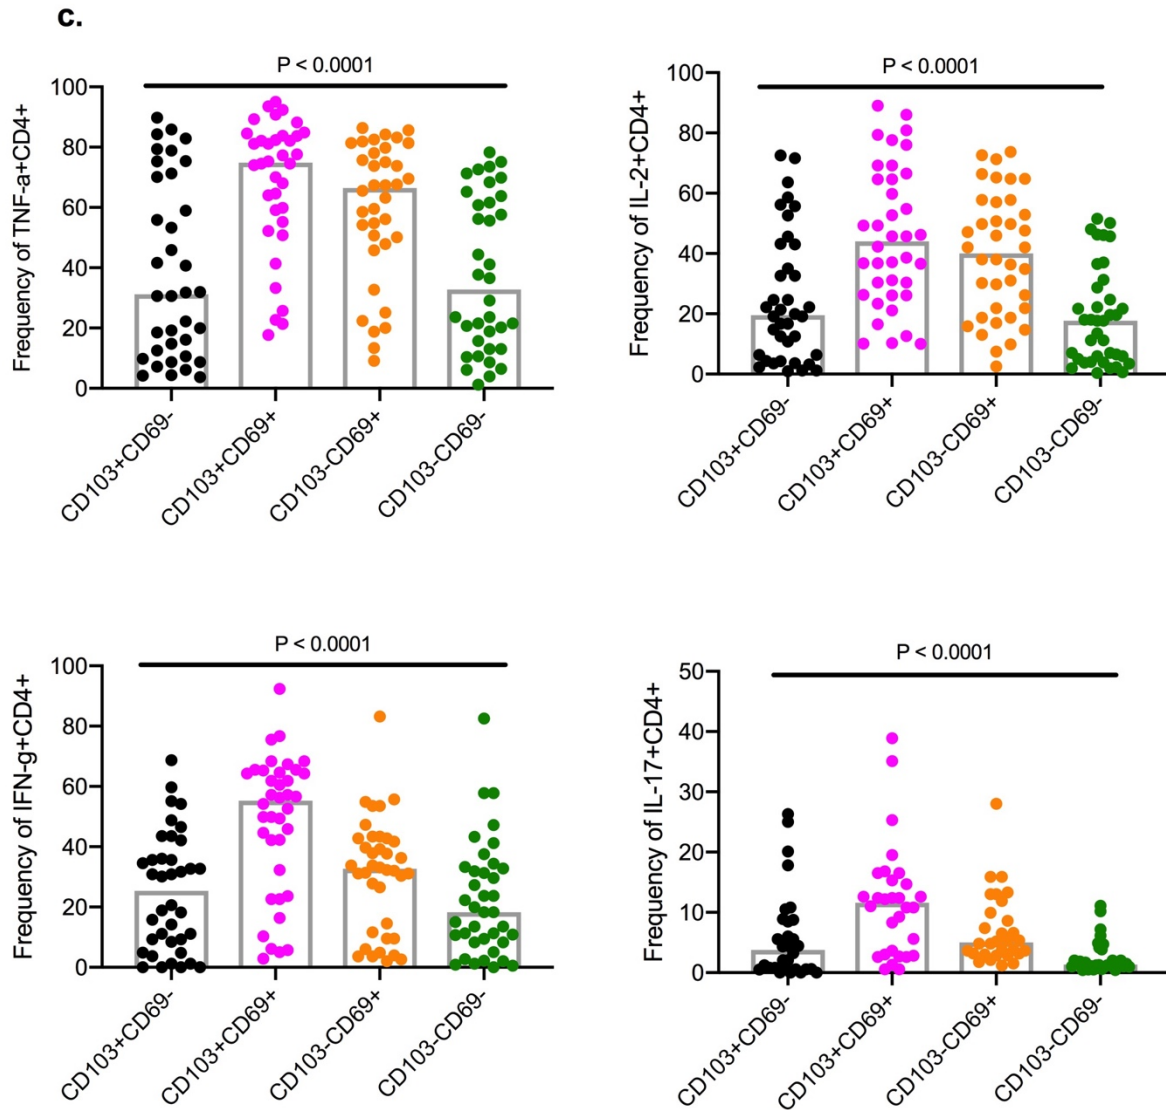 c.
P < 0.0001
Frequency of TNF-a+CD4+
100
80
60
40
20
0
CD103+CD69-
CD103+CD69+
CD103-CD69+
CD103-CD69-
P < 0.0001
Frequency of IL-2+CD4+
100
80
60
40
20
0
CD103+CD69-
CD103+CD69+
CD103-CD69+
CD103-CD69-
P < 0.0001
Frequency of IFN-g+CD4+
100
80
60
40
20
0
CD103+CD69-
CD103+CD69+
CD103-CD69+
CD103-CD69-
P < 0.0001
Frequency of IL-17+CD4+
50
40
30
20
10
0
CD103+CD69-
CD103+CD69+
CD103-CD69+
CD103-CD69-